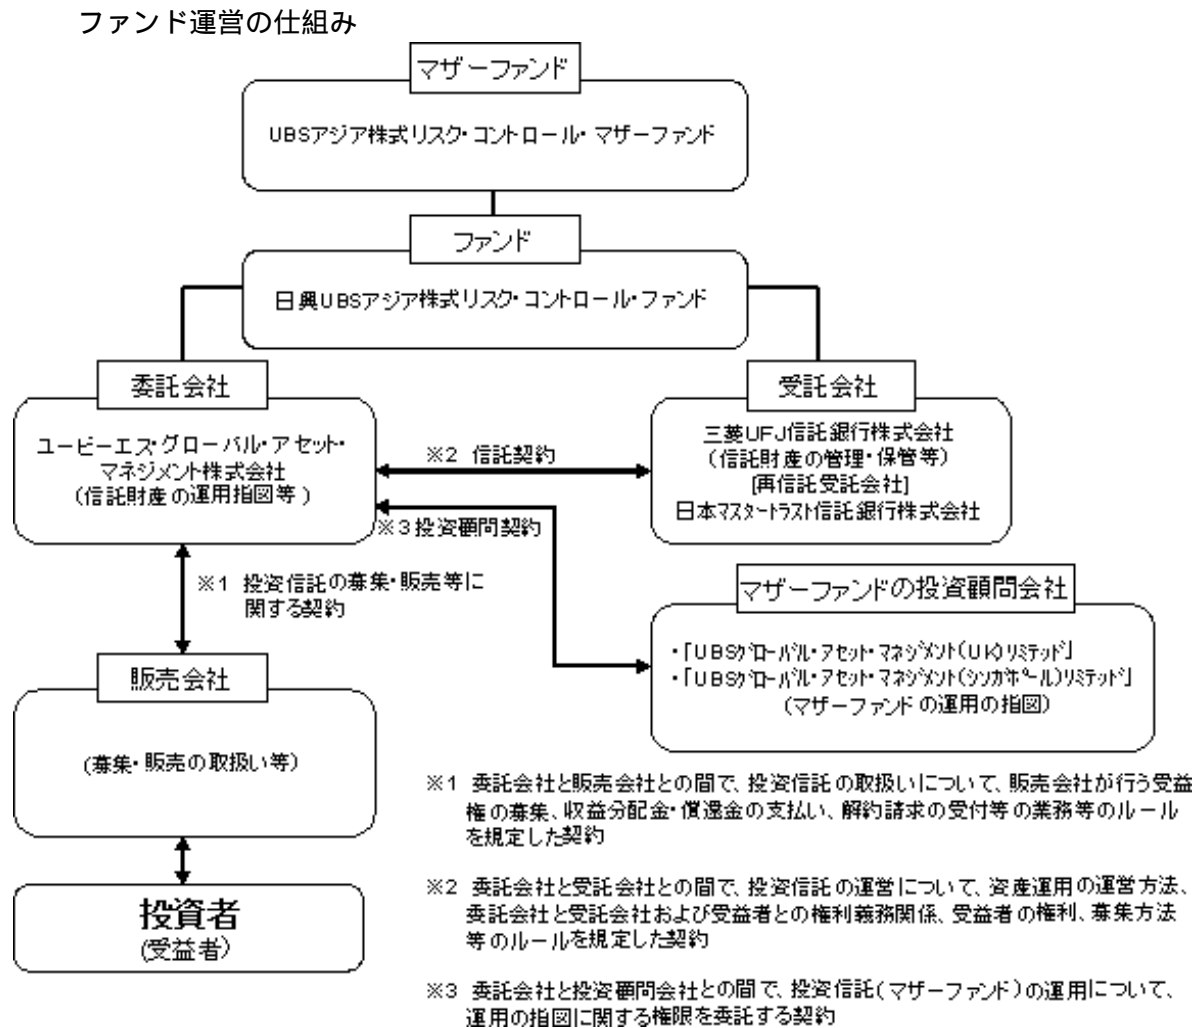 ファンド運営の仕組み
マザーファンド
UBSアジア株式リスク・コントロール・マザーファンド
ファンド
日興UBSアジア株式リスク・コントロール・ファンド
委託会社
ユービーエス・グローバル・アセット・
マネジメント株式会社
(信託財産の運用指図等)
受託会社
三菱UFJ信託銀行株式会社
(信託財産の管理・保管等)
[再信託受託会社]
日本マスタートラスト信託銀行株式会社
※2 信託契約
※3投資顧問契約
※1 投資信託の募集・販売等に
関する契約
マザーファンドの投資顧問会社
・「UBSグローバル・アセット・マネジメント(UK)リミテッド」
・「UBSグローバル・アセット・マネジメント(シンガポール)リミテッド」
(マザーファンドの運用の指図)
販売会社
(募集・販売の取扱い等)
投資者
(受益者)
※1 委託会社と販売会社との間で、投資信託の取扱いについて、販売会社が行う受益
権の募集、収益分配金・償還金の支払い、解約請求の受付等の業務等のルール
を規定した契約
※2 委託会社と受託会社との間で、投資信託の運営について、資産運用の運営方法、
委託会社と受託会社および受益者との権利義務関係、受益者の権利、募集方法
等のルールを規定した契約
※3 委託会社と投資顧問会社との間で、投資信託(マザーファンド)の運用について、
運用の指図に関する権限を委託する契約